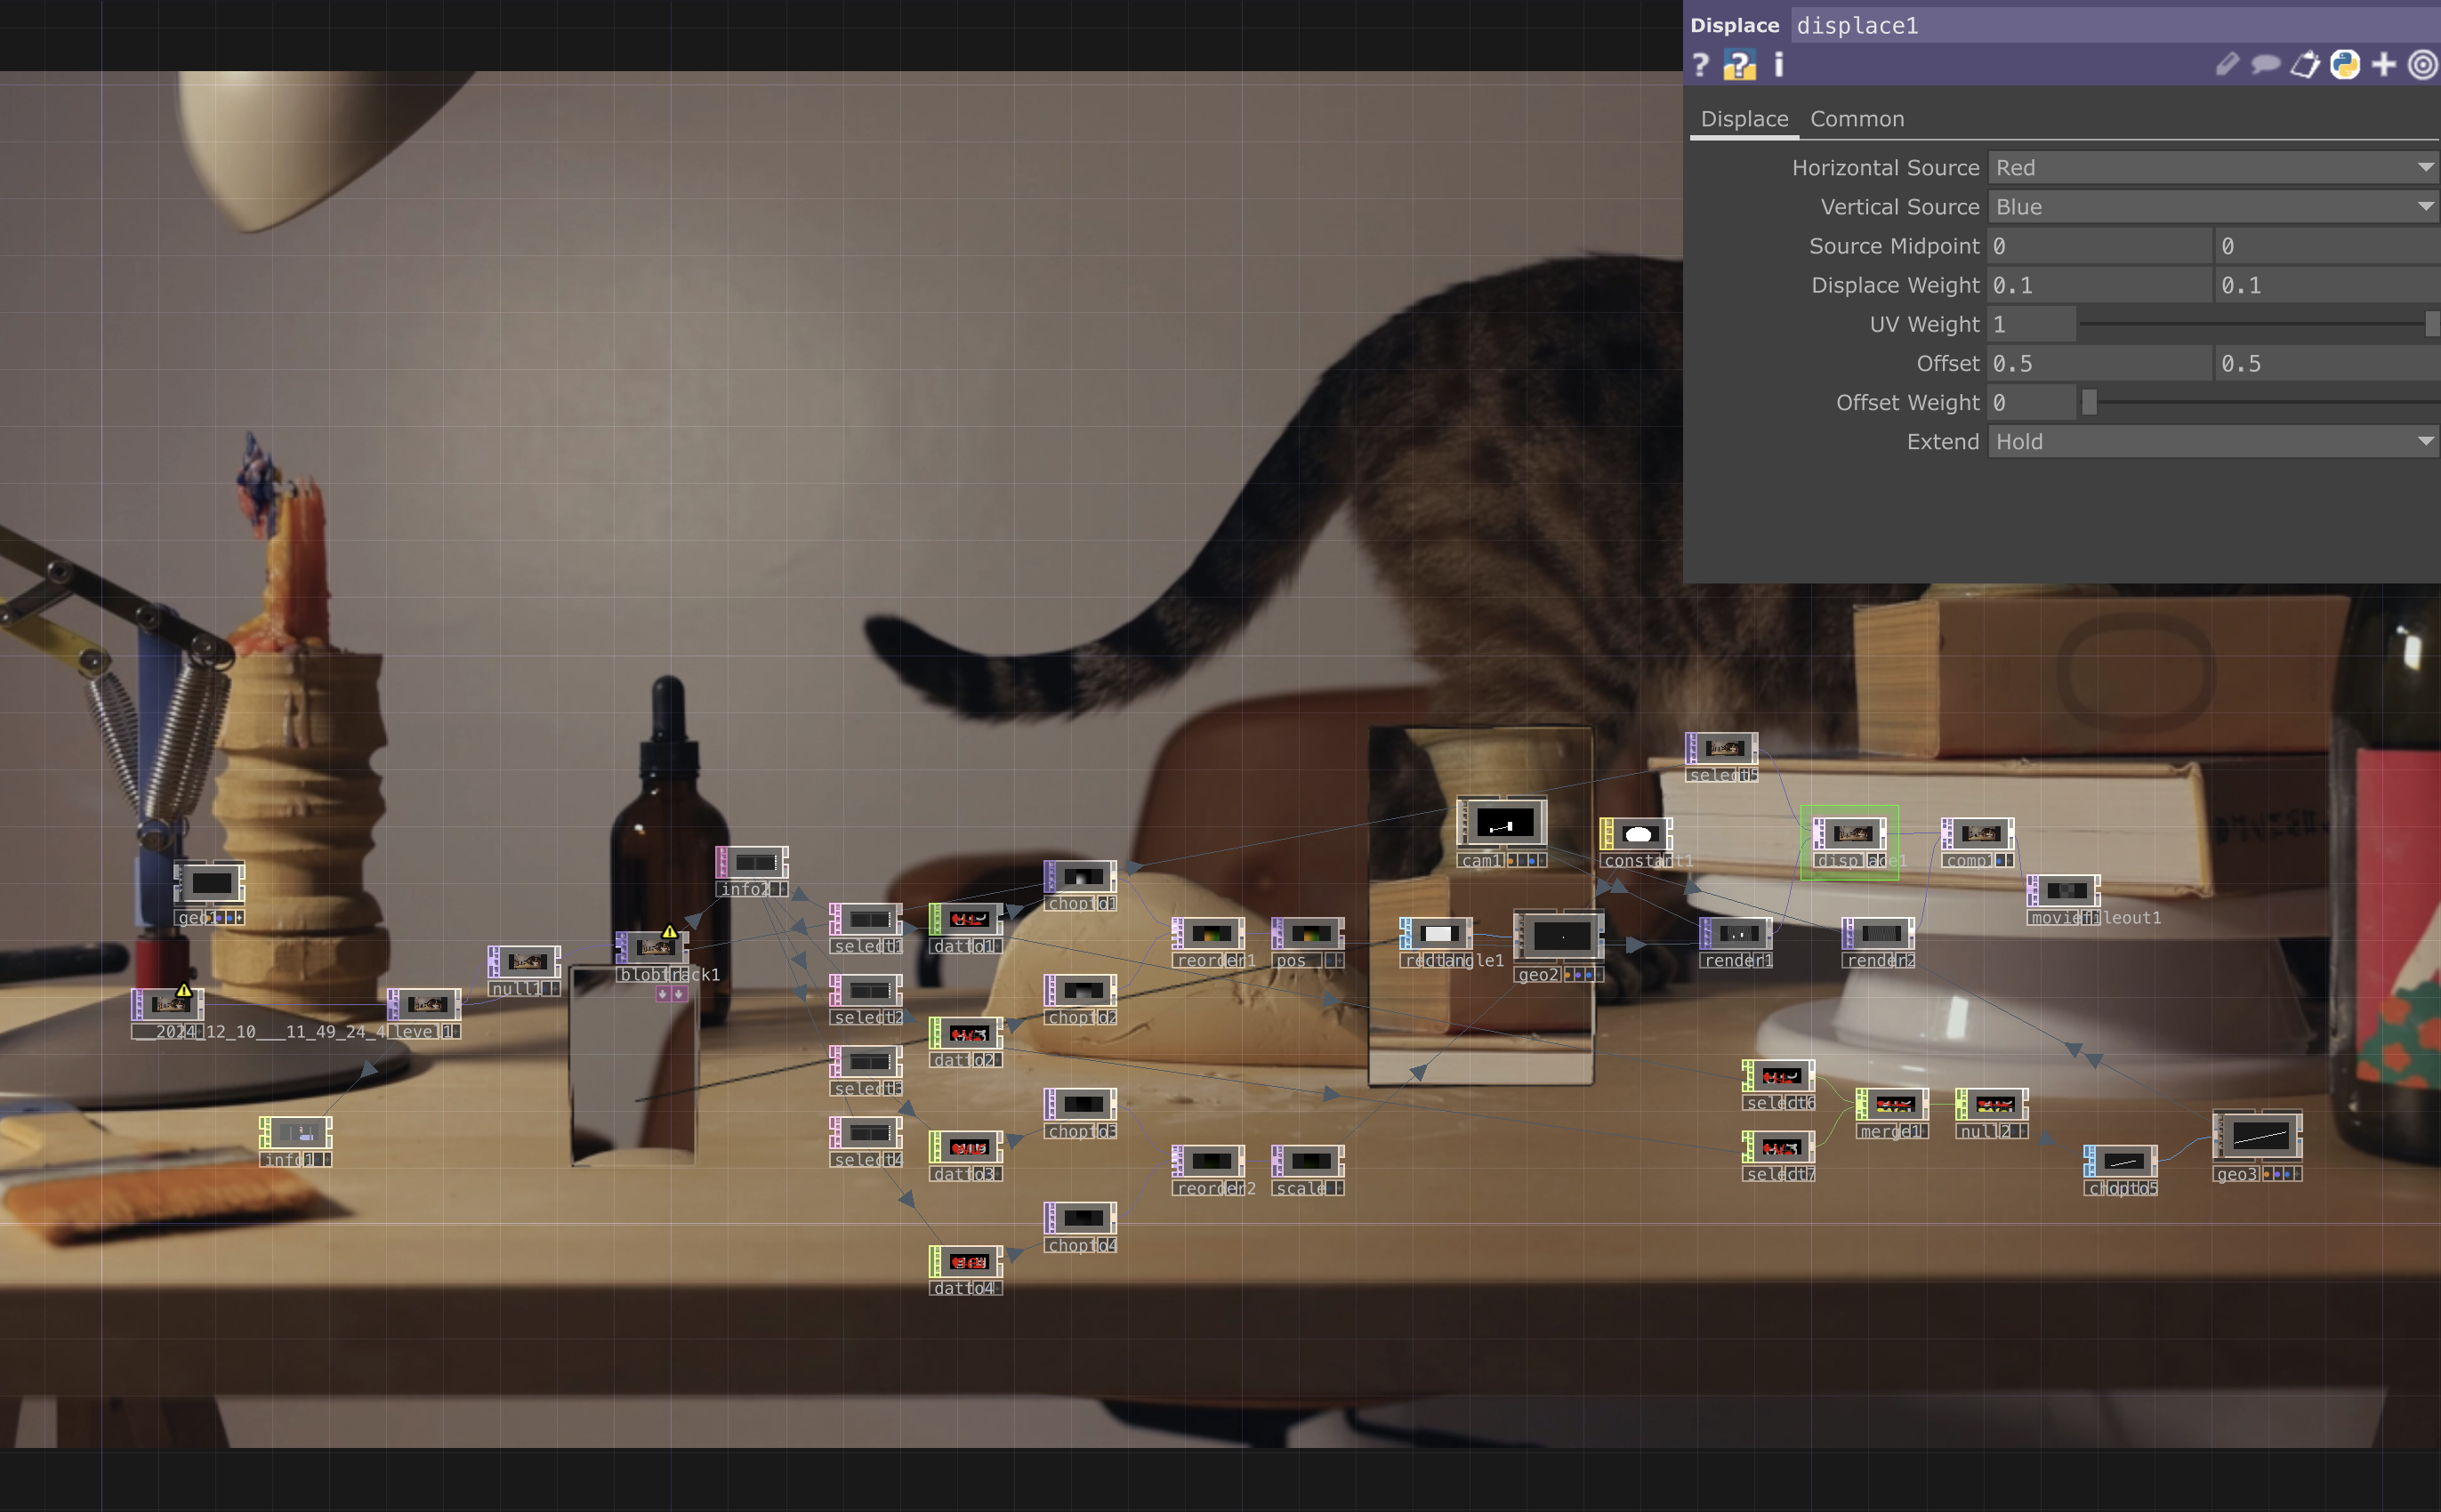 Displace displace1
? ? i
Displace Common
Horizontal Source Red
Vertical Source Blue
Source Midpoint 0 0
Displace Weight 0.1 0.1
UV Weight 1
Offset 0.5 0.5
Offset Weight 0
Extend Hold
select5
cam1
constant1
displace1
comp1
geo1
info2
chopto1
moviefileout1
select1
datto1
blobtrack1
null1
reorder1
pos
rectangle1
geo2
render1
render2
__2024_12_10___11_49_24_4
level1
select2
chopto2
datto2
select3
select6
chopto3
merge1
null2
info1
select4
datto3
reorder2
scale
select7
chopto5
geo3
chopto4
datto4